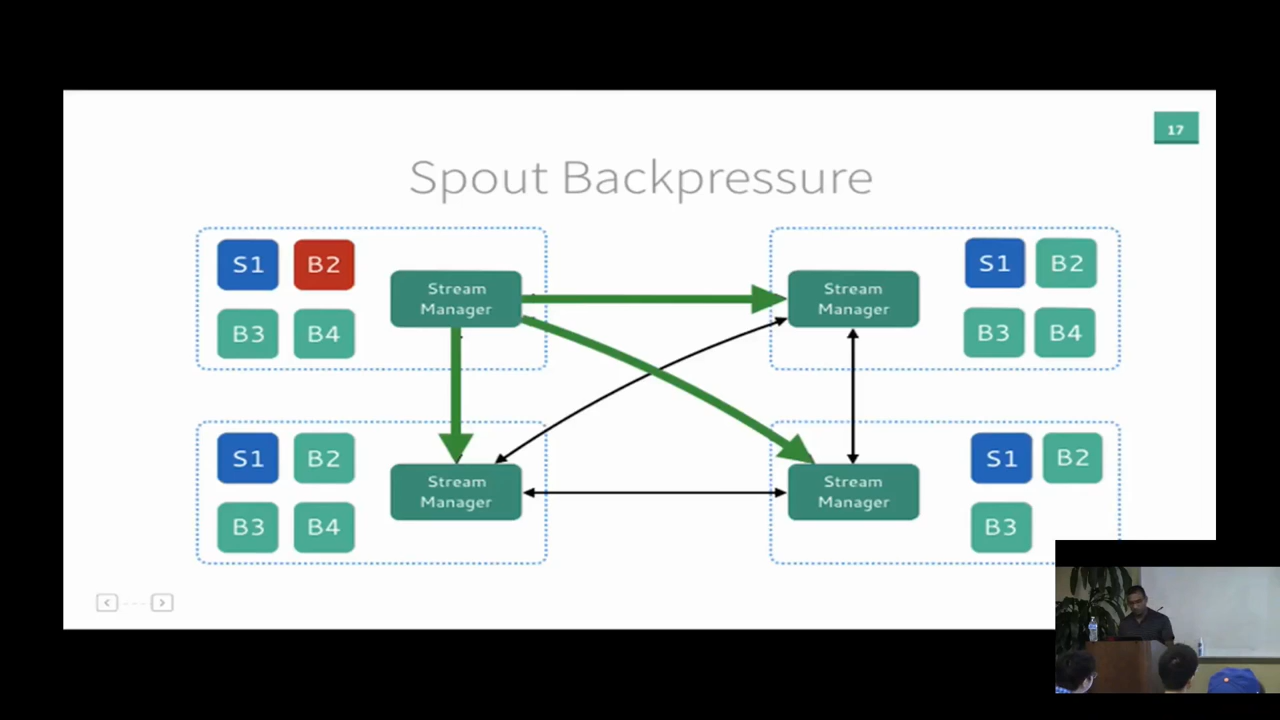 17
Spout Backpressure
S1 B2
B3 B4
Stream
Manager
Stream
Manager
S1 B2
B3 B4
S1 B2
B3 B4
Stream
Manager
Stream
Manager
S1 B2
B3